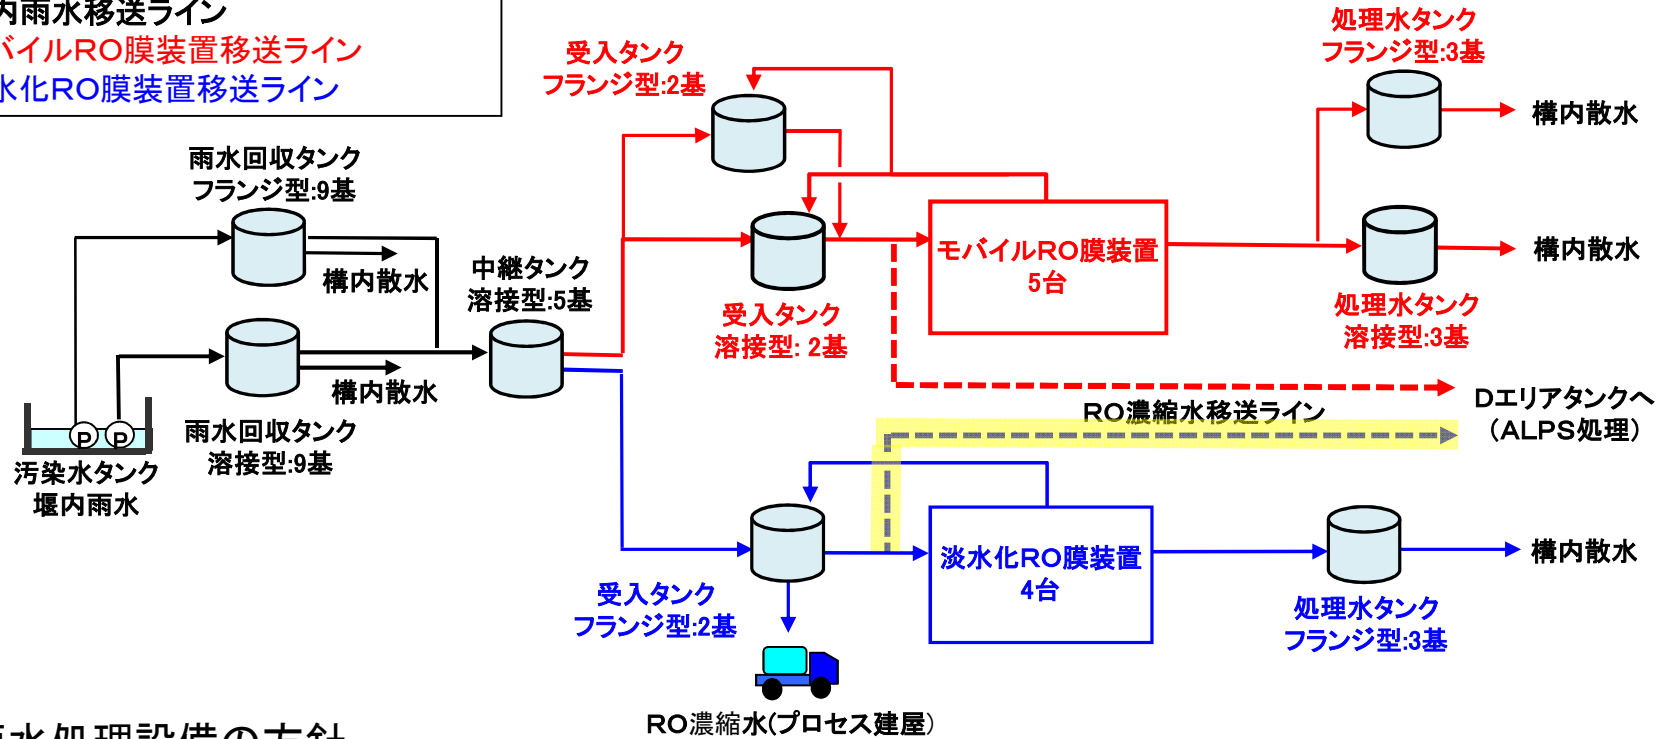 内雨水移送ライン
バイルRO膜装置移送ライン
水化RO膜装置移送ライン
受入タンク
フランジ型:2基
処理水タンク
フランジ型:3基
構内散水
雨水回収タンク
フランジ型:9基
構内散水
中継タンク
溶接型:5基
モバイルRO膜装置
5台
構内散水
受入タンク
溶接型: 2基
処理水タンク
溶接型:3基
構内散水
RO濃縮水移送ライン
Dエリアタンクへ
(ALPS処理)
P
P
雨水回収タンク
溶接型:9基
汚染水タンク
堰内雨水
淡水化RO膜装置
4台
構内散水
受入タンク
フランジ型:2基
処理水タンク
フランジ型:3基
RO濃縮水(プロセス建屋)
雨水処理設備の方針